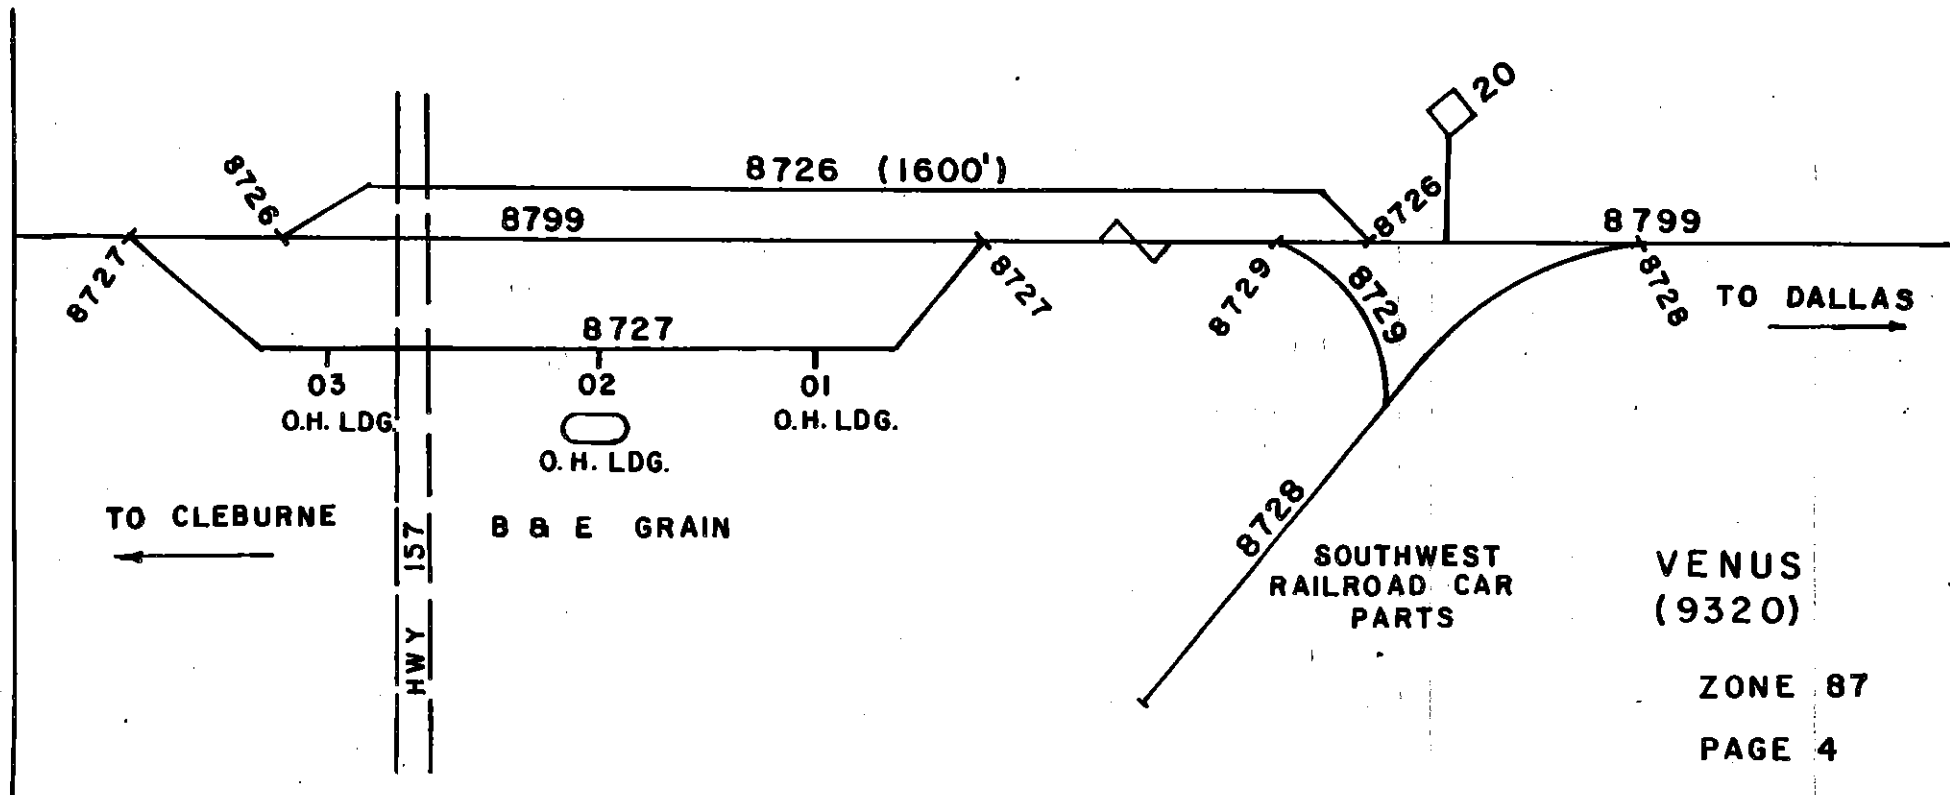 20
8726 (1600')
8726
8799
8726
8799
8727
8727
8729
8729
8728
TO DALLAS
8727
03
02
01
O.H. LDG.
O.H. LDG.
O.H. LDG.
TO CLEBURNE
HWY 157
B & E GRAIN
8728
SOUTHWEST
RAILROAD CAR
PARTS
VENUS
(9320)
ZONE 87
PAGE 4